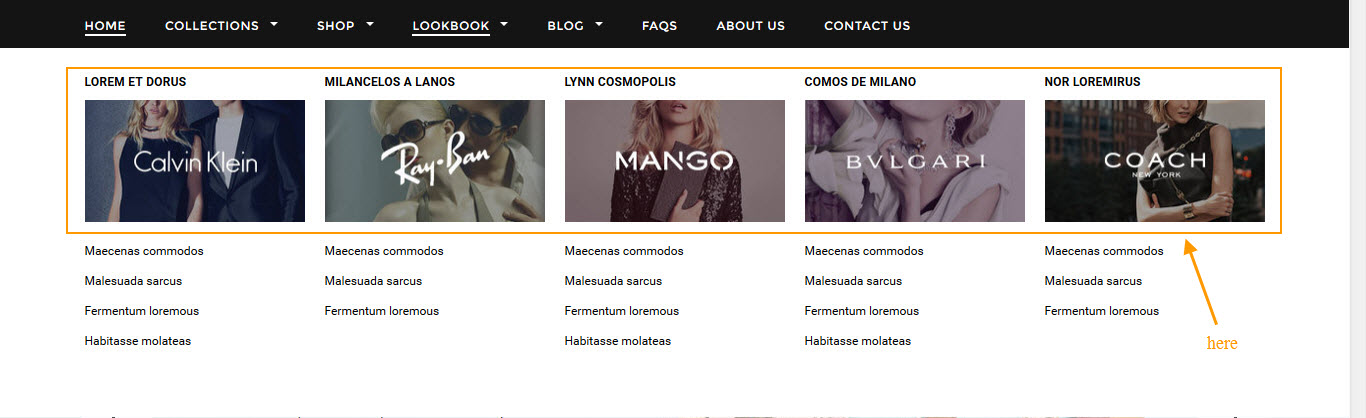 HOME COLLECTIONS SHOP LOOKBOOK BLOG FAQS ABOUT US CONTACT US
LOREM ET DORUS MILANCELOS A LANOS LYNN COSMOPOLIS COMOS DE MILANO NOR LOREMIRUS
Calvin Klein Ray-Ban MANGO BVLGARI COACH
NEW YORK
Maecenas commodos Maecenas commodos Maecenas commodos Maecenas commodos Maecenas commodos
Malesuada sarcus Malesuada sarcus Malesuada sarcus Malesuada sarcus Malesuada sarcus
Fermentum loremous Fermentum loremous Fermentum loremous Fermentum loremous Fermentum loremous
Habitasse molateas Habitasse molateas Habitasse molateas
here